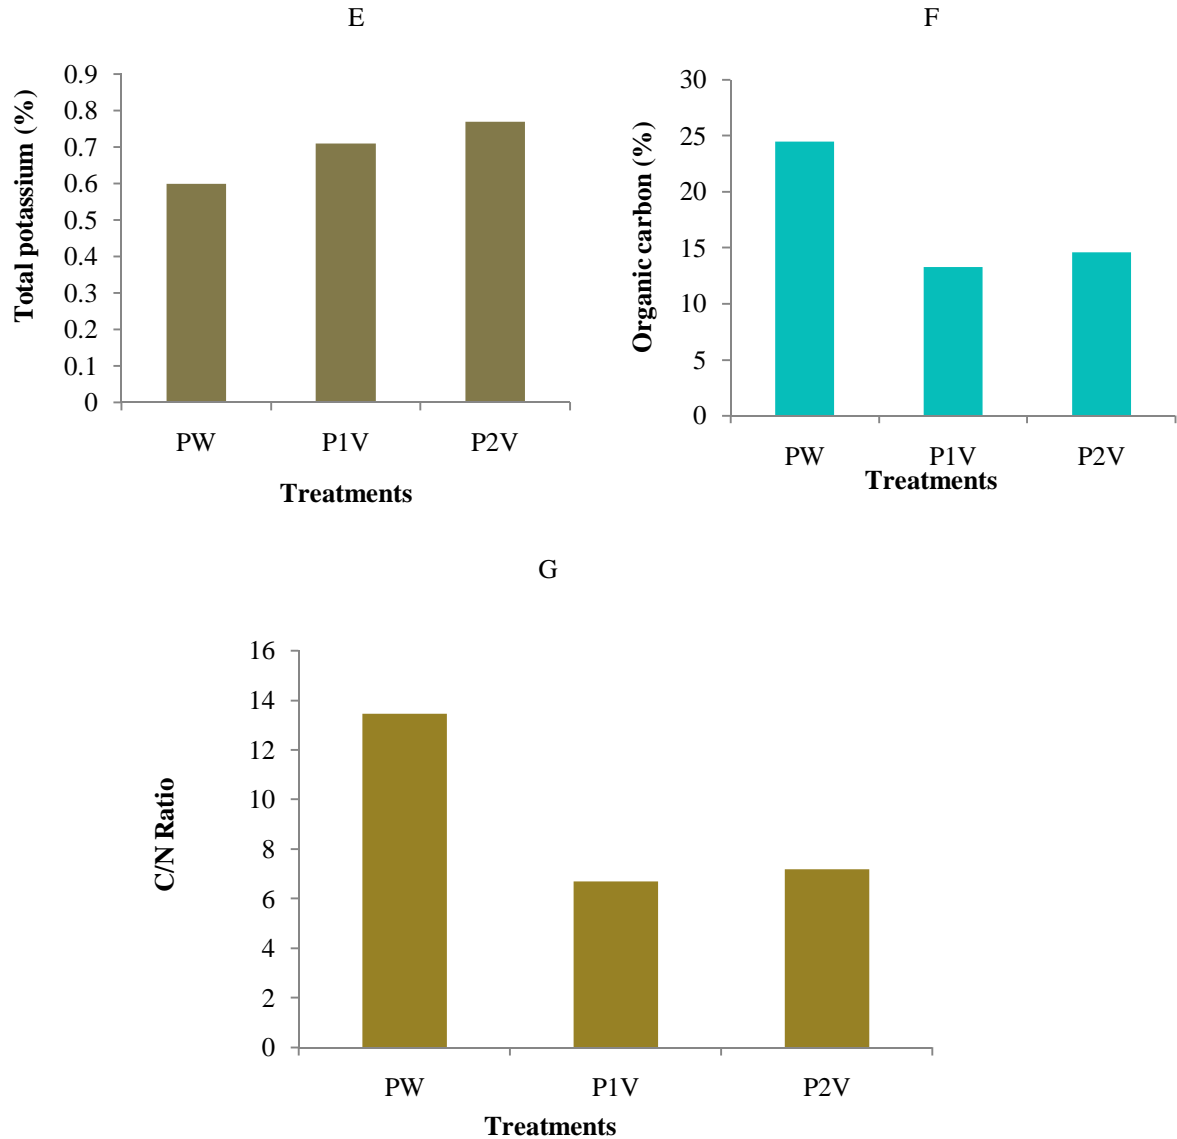 E
Total potassium (%)
0.9
0.8
0.7
0.6
0.5
0.4
0.3
0.2
0.1
0
PW P1V P2V
Treatments
F
Organic carbon (%)
30
25
20
15
10
5
0
PW P1V P2V
Treatments
G
C/N Ratio
16
14
12
10
8
6
4
2
0
PW P1V P2V
Treatments